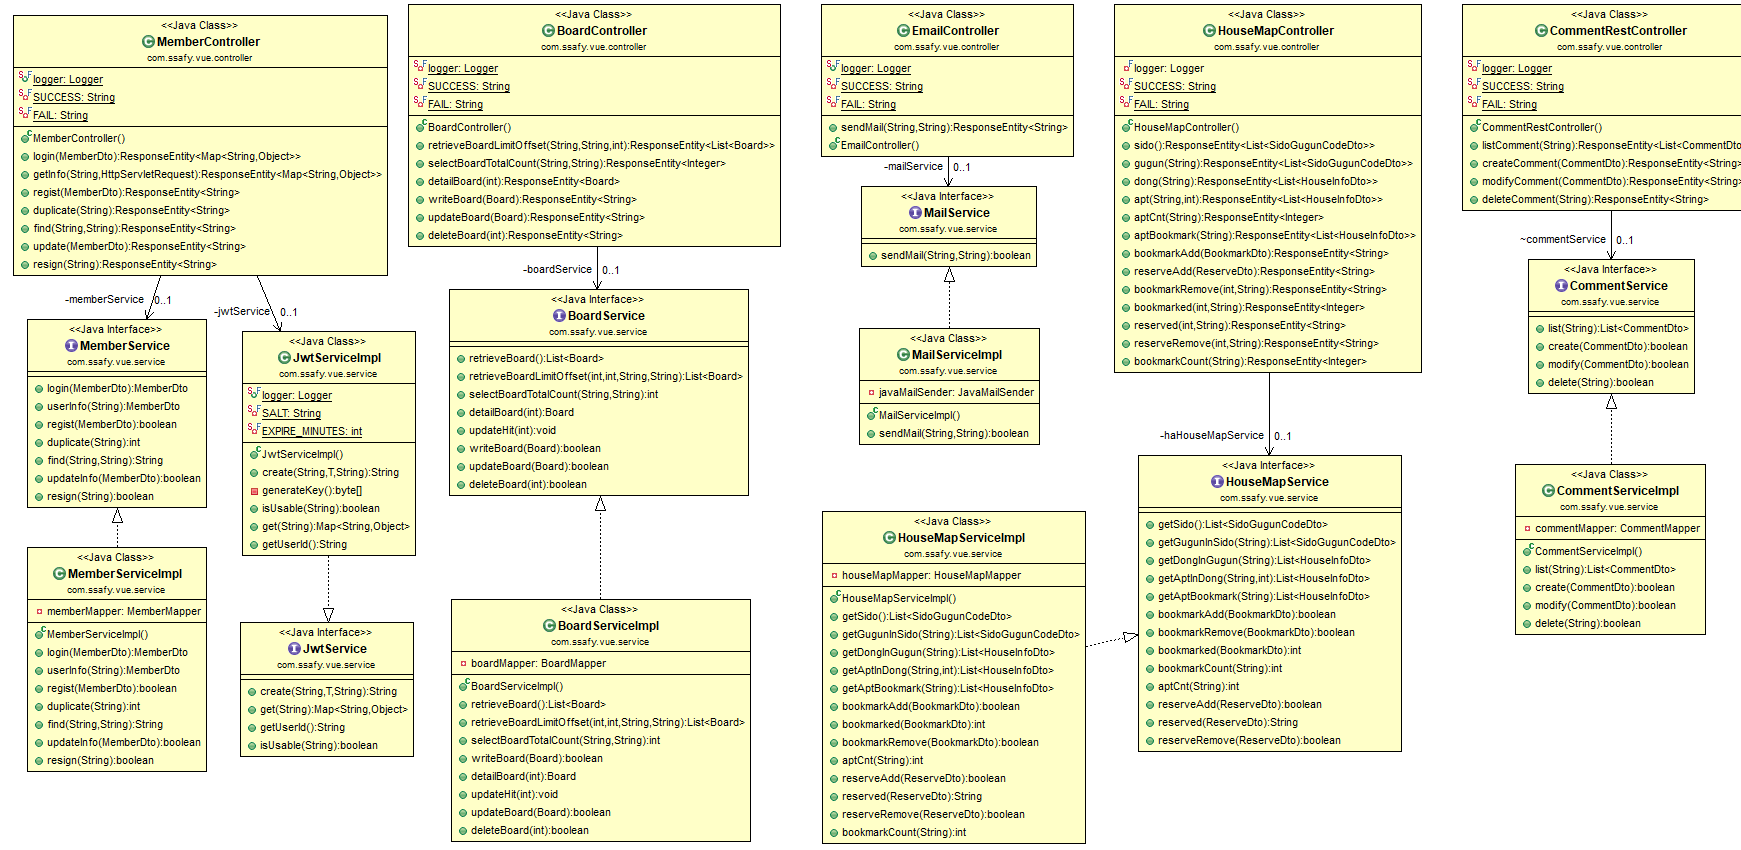 <<Java Class>>
MemberController
com.ssafy.vue.controller
logger: Logger
SUCCESS: String
FAIL: String
MemberController()
login(MemberDto):ResponseEntity<Map<String,Object>>
getInfo(String,HttpServletRequest):ResponseEntity<Map<String,Object>>
regist(MemberDto):ResponseEntity<String>
duplicate(String):ResponseEntity<String>
find(String,String):ResponseEntity<String>
update(MemberDto):ResponseEntity<String>
resign(String):ResponseEntity<String>
-memberService 0..1
-jwtService 0..1
<<Java Interface>>
MemberService
com.ssafy.vue.service
login(MemberDto):MemberDto
userInfo(String):MemberDto
regist(MemberDto):boolean
duplicate(String):int
find(String,String):String
updateInfo(MemberDto):boolean
resign(String):boolean
<<Java Class>>
MemberServiceImpl
com.ssafy.vue.service
memberMapper: MemberMapper
MemberServiceImpl()
login(MemberDto):MemberDto
userInfo(String):MemberDto
regist(MemberDto):boolean
duplicate(String):int
find(String,String):String
updateInfo(MemberDto):boolean
resign(String):boolean
<<Java Class>>
JwtServiceImpl
com.ssafy.vue.service
logger: Logger
SALT: String
EXPIRE_MINUTES: int
JwtServiceImpl()
create(String,T,String):String
generateKey():byte[]
isUsable(String):boolean
get(String):Map<String,Object>
getUserId():String
<<Java Interface>>
JwtService
com.ssafy.vue.service
create(String,T,String):String
get(String):Map<String,Object>
getUserId():String
isUsable(String):boolean
<<Java Class>>
BoardController
com.ssafy.vue.controller
logger: Logger
SUCCESS: String
FAIL: String
BoardController()
retrieveBoardLimitOffset(String,String,int):ResponseEntity<List<Board>>
selectBoardTotalCount(String,String):ResponseEntity<Integer>
detailBoard(int):ResponseEntity<Board>
writeBoard(Board):ResponseEntity<String>
updateBoard(Board):ResponseEntity<String>
deleteBoard(int):ResponseEntity<String>
-boardService 0..1
<<Java Interface>>
BoardService
com.ssafy.vue.service
retrieveBoard():List<Board>
retrieveBoardLimitOffset(int,int,String,String):List<Board>
selectBoardTotalCount(String,String):int
detailBoard(int):Board
updateHit(int):void
writeBoard(Board):boolean
updateBoard(Board):boolean
deleteBoard(int):boolean
<<Java Class>>
BoardServiceImpl
com.ssafy.vue.service
boardMapper: BoardMapper
BoardServiceImpl()
retrieveBoard():List<Board>
retrieveBoardLimitOffset(int,int,String,String):List<Board>
selectBoardTotalCount(String,String):int
writeBoard(Board):boolean
detailBoard(int):Board
updateHit(int):void
updateBoard(Board):boolean
deleteBoard(int):boolean
<<Java Class>>
EmailController
com.ssafy.vue.controller
logger: Logger
SUCCESS: String
FAIL: String
sendMail(String,String):ResponseEntity<String>
EmailController()
-mailService 0..1
<<Java Interface>>
MailService
com.ssafy.vue.service
sendMail(String,String):boolean
<<Java Class>>
MailServiceImpl
com.ssafy.vue.service
javaMailSender: JavaMailSender
MailServiceImpl()
sendMail(String,String):boolean
<<Java Class>>
HouseMapServiceImpl
com.ssafy.vue.service
houseMapMapper: HouseMapMapper
HouseMapServiceImpl()
getSido():List<SidoGugunCodeDto>
getGugunInSido(String):List<SidoGugunCodeDto>
getDongInGugun(String):List<HouseInfoDto>
getAptInDong(String,int):List<HouseInfoDto>
getAptBookmark(String):List<HouseInfoDto>
bookmarkAdd(BookmarkDto):boolean
bookmarked(BookmarkDto):int
bookmarkRemove(BookmarkDto):boolean
aptCnt(String):int
reserveAdd(ReserveDto):boolean
reserved(ReserveDto):String
reserveRemove(ReserveDto):boolean
bookmarkCount(String):int
<<Java Class>>
HouseMapController
com.ssafy.vue.controller
logger: Logger
SUCCESS: String
FAIL: String
HouseMapController()
sido():ResponseEntity<List<SidoGugunCodeDto>>
gugun(String):ResponseEntity<List<SidoGugunCodeDto>>
dong(String):ResponseEntity<List<HouseInfoDto>>
apt(String,int):ResponseEntity<List<HouseInfoDto>>
aptCnt(String):ResponseEntity<Integer>
aptBookmark(String):ResponseEntity<List<HouseInfoDto>>
bookmarkAdd(BookmarkDto):ResponseEntity<String>
reserveAdd(ReserveDto):ResponseEntity<String>
bookmarkRemove(int,String):ResponseEntity<String>
bookmarked(int,String):ResponseEntity<Integer>
reserved(int,String):ResponseEntity<String>
reserveRemove(int,String):ResponseEntity<String>
bookmarkCount(String):ResponseEntity<Integer>
-haHouseMapService 0..1
<<Java Interface>>
HouseMapService
com.ssafy.vue.service
getSido():List<SidoGugunCodeDto>
getGugunInSido(String):List<SidoGugunCodeDto>
getDongInGugun(String):List<HouseInfoDto>
getAptInDong(String,int):List<HouseInfoDto>
getAptBookmark(String):List<HouseInfoDto>
bookmarkAdd(BookmarkDto):boolean
bookmarkRemove(BookmarkDto):boolean
bookmarked(BookmarkDto):int
bookmarkCount(String):int
aptCnt(String):int
reserveAdd(ReserveDto):boolean
reserved(ReserveDto):String
reserveRemove(ReserveDto):boolean
<<Java Class>>
CommentRestController
com.ssafy.vue.controller
logger: Logger
SUCCESS: String
FAIL: String
CommentRestController()
listComment(String):ResponseEntity<List<CommentDto
createComment(CommentDto):ResponseEntity<String>
modifyComment(CommentDto):ResponseEntity<String>
deleteComment(String):ResponseEntity<String>
~commentService 0..1
<<Java Interface>>
CommentService
com.ssafy.vue.service
list(String):List<CommentDto>
create(CommentDto):boolean
modify(CommentDto):boolean
delete(String):boolean
<<Java Class>>
CommentServiceImpl
com.ssafy.vue.service
commentMapper: CommentMapper
CommentServiceImpl()
list(String):List<CommentDto>
create(CommentDto):boolean
modify(CommentDto):boolean
delete(String):boolean